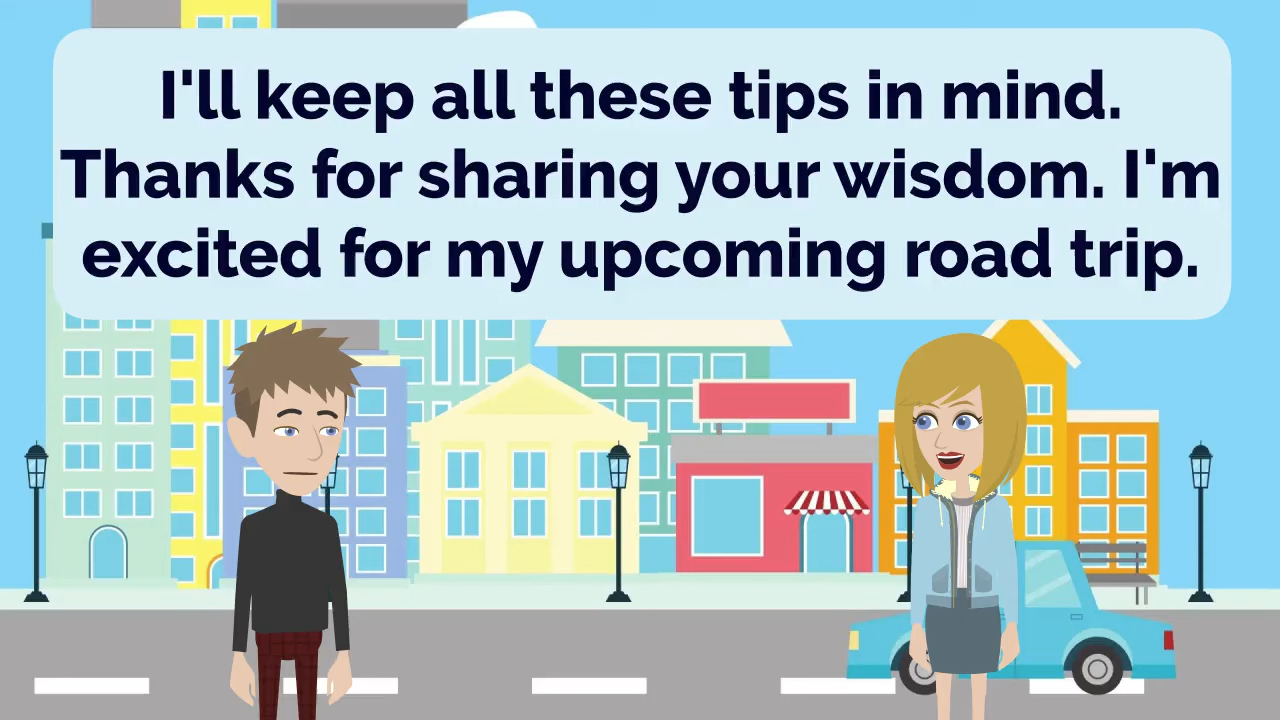 I'll keep all these tips in mind.
Thanks for sharing your wisdom. I'm
excited for my upcoming road trip.